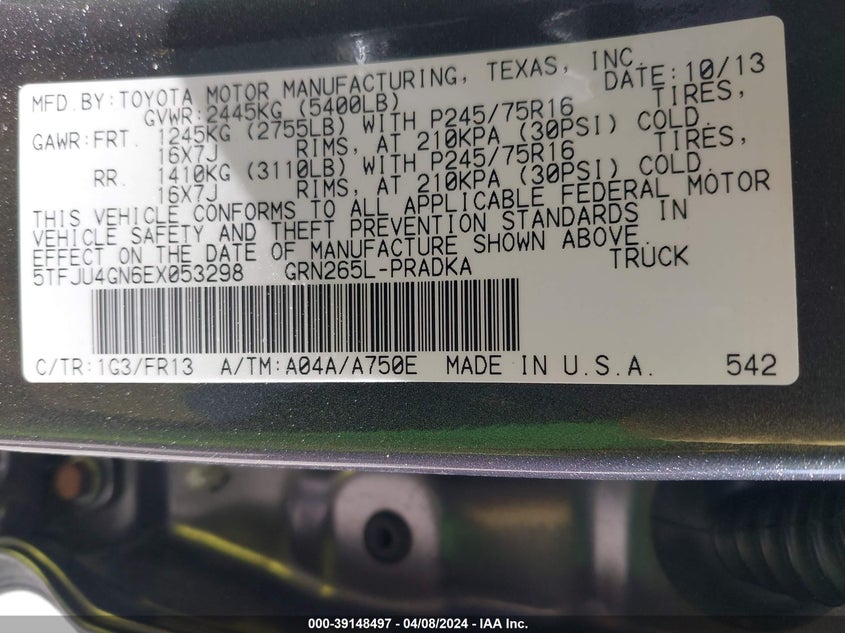 MFD.BY:TOYOTA MOTOR MANUFACTURING, TEXAS, INC. DATE:10/13
GVWR:2445KG (5400LB)
GAWR:FRT. 1245KG (2755LB) WITH P245/75R16 TIRES,
16X7J RIMS, AT 210KPA (30PSI) COLD.
RR. 1410KG (3110LB) WITH P245/75R16 TIRES,
16X7J RIMS, AT 210KPA (30PSI) COLD.
THIS VEHICLE CONFORMS TO ALL APPLICABLE FEDERAL MOTOR
VEHICLE SAFETY AND THEFT PREVENTION STANDARDS IN
EFFECT ON THE DATE OF MANUFACTURE SHOWN ABOVE.
5TFJU4GN6EX053298 GRN265L-PRADKA TRUCK
C/TR:1G3/FR13 A/TM:A04A/A750E MADE IN U.S.A. 542
000-39148497 - 04/08/2024 - IAA Inc.